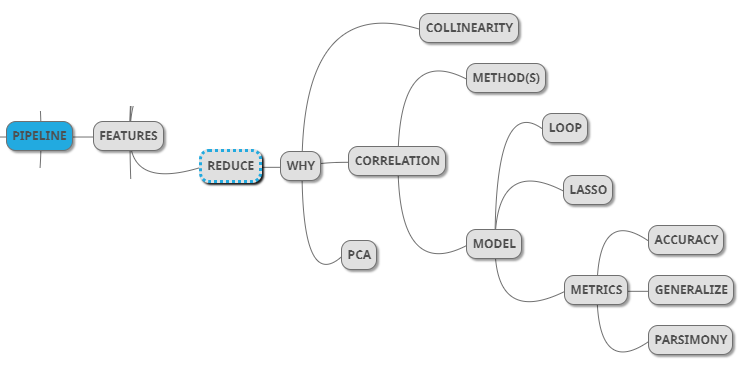 COLLINEARITY
METHOD(S)
LOOP
PIPELINE
FEATURES
REDUCE
WHY
CORRELATION
LASSO
MODEL
ACCURACY
PCA
METRICS
GENERALIZE
PARSIMONY